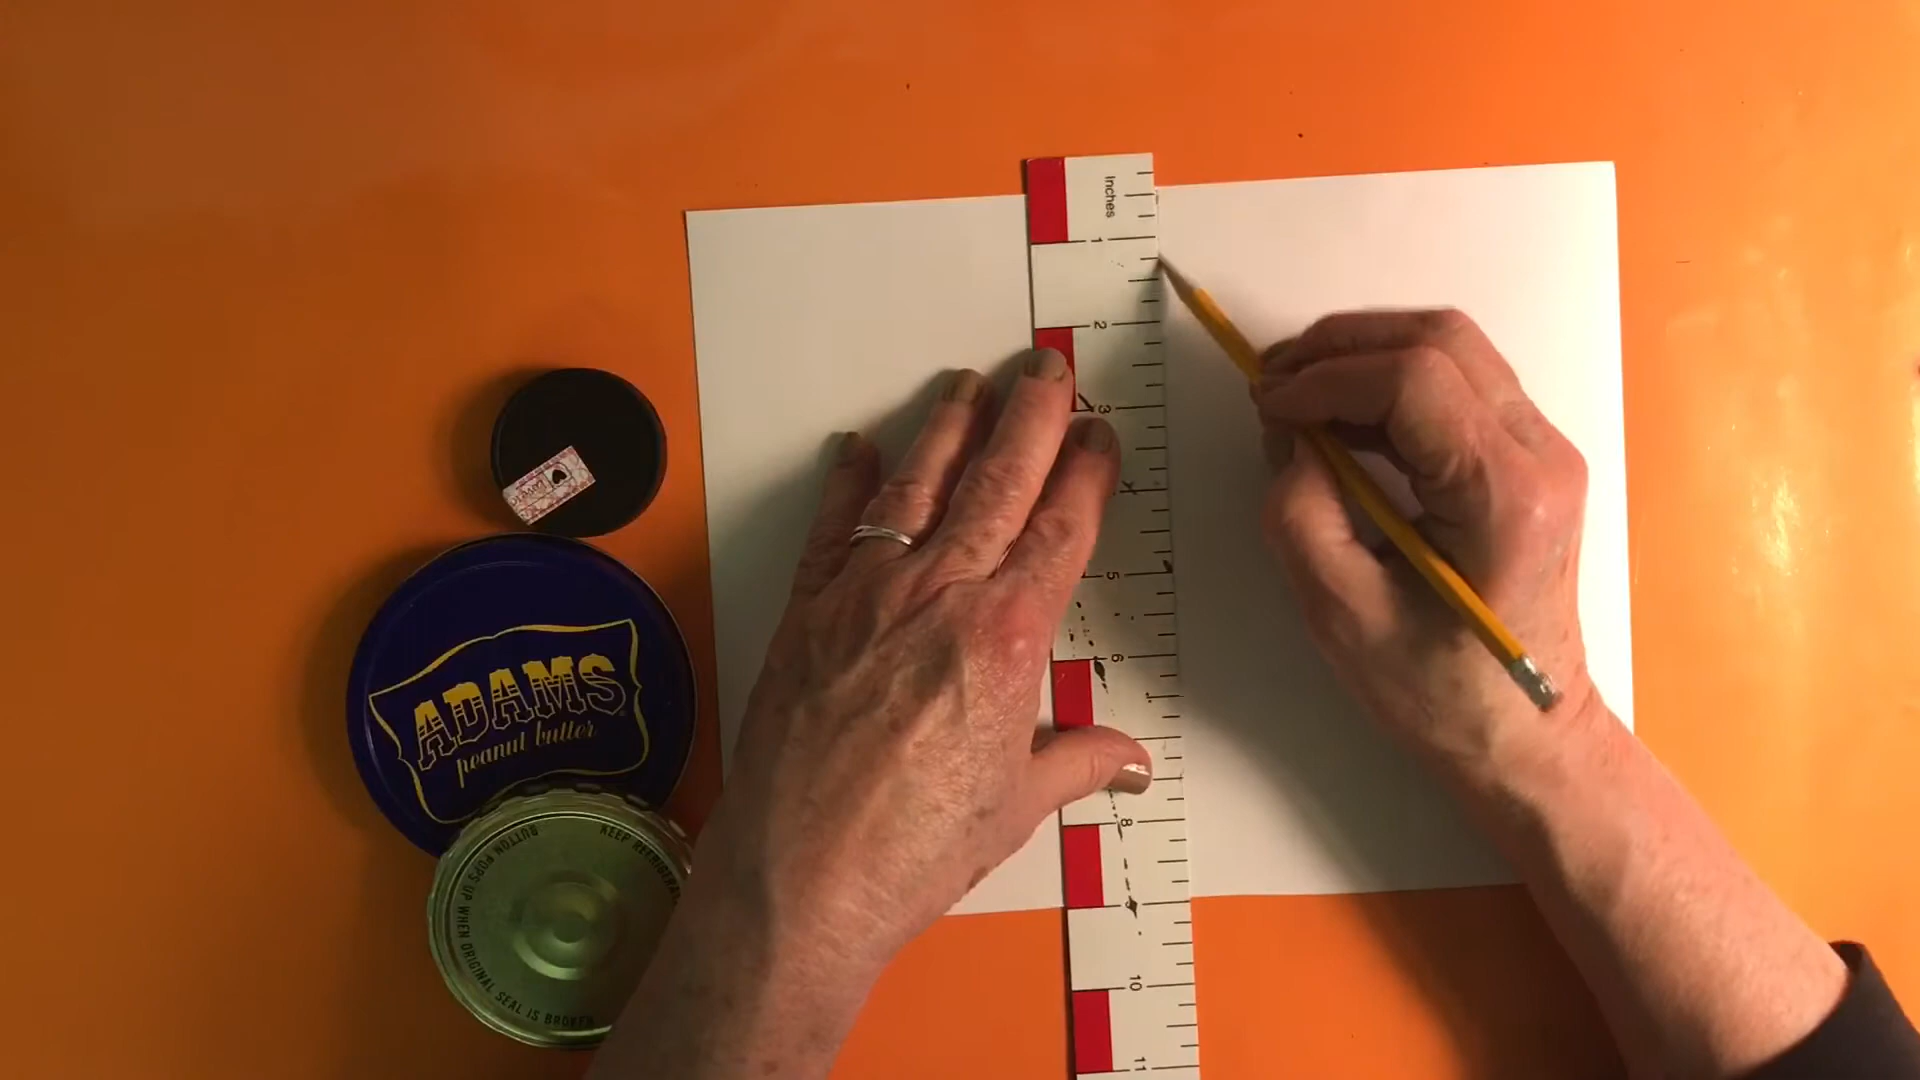 Inches
1
2
3
5
6
8
10
11
ADAMS
peanut butter
BUTTON POPS UP WHEN ORIGINAL SEAL IS BROKEN
KEEP REFRIGERA